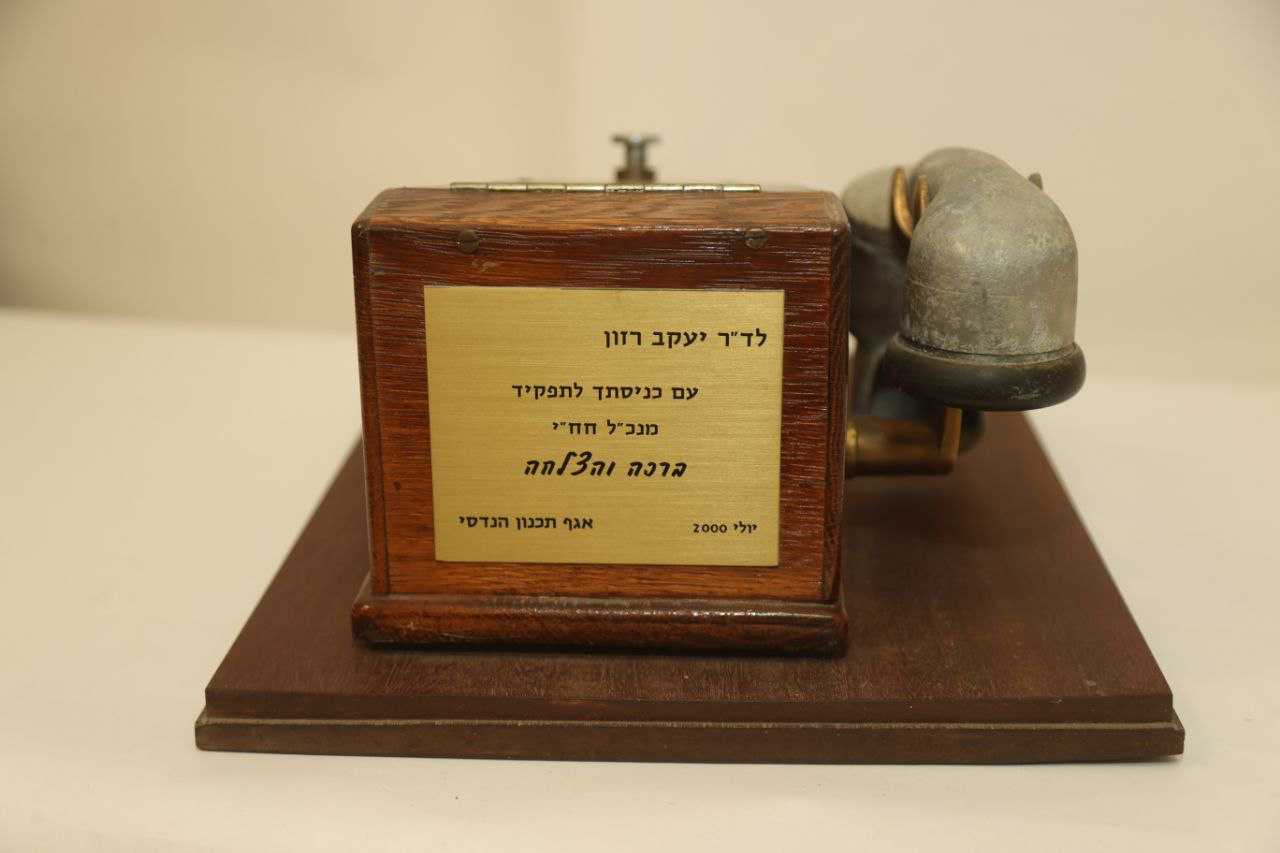 לד״ר יעקב רזון
עם כניסתך לתפקיד
מנכ״ל חח״י
ברכה והצלחה
יולי 2000 אגף תכנון הנדסי